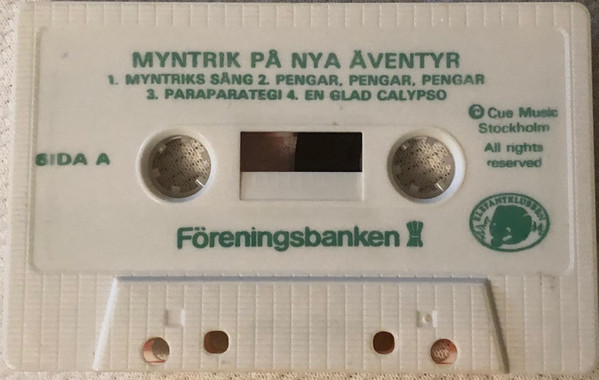 MYNTRIK PÅ NYA ÄVENTYR
1. MYNTRIKS SÅNG 2. PENGAR, PENGAR, PENGAR
3. PARAPARATEGI 4. EN GLAD CALYPSO
© Cue Music
Stockholm
All rights
reserved
SIDA A
ELEFANTKLUBBEN
Föreningsbanken